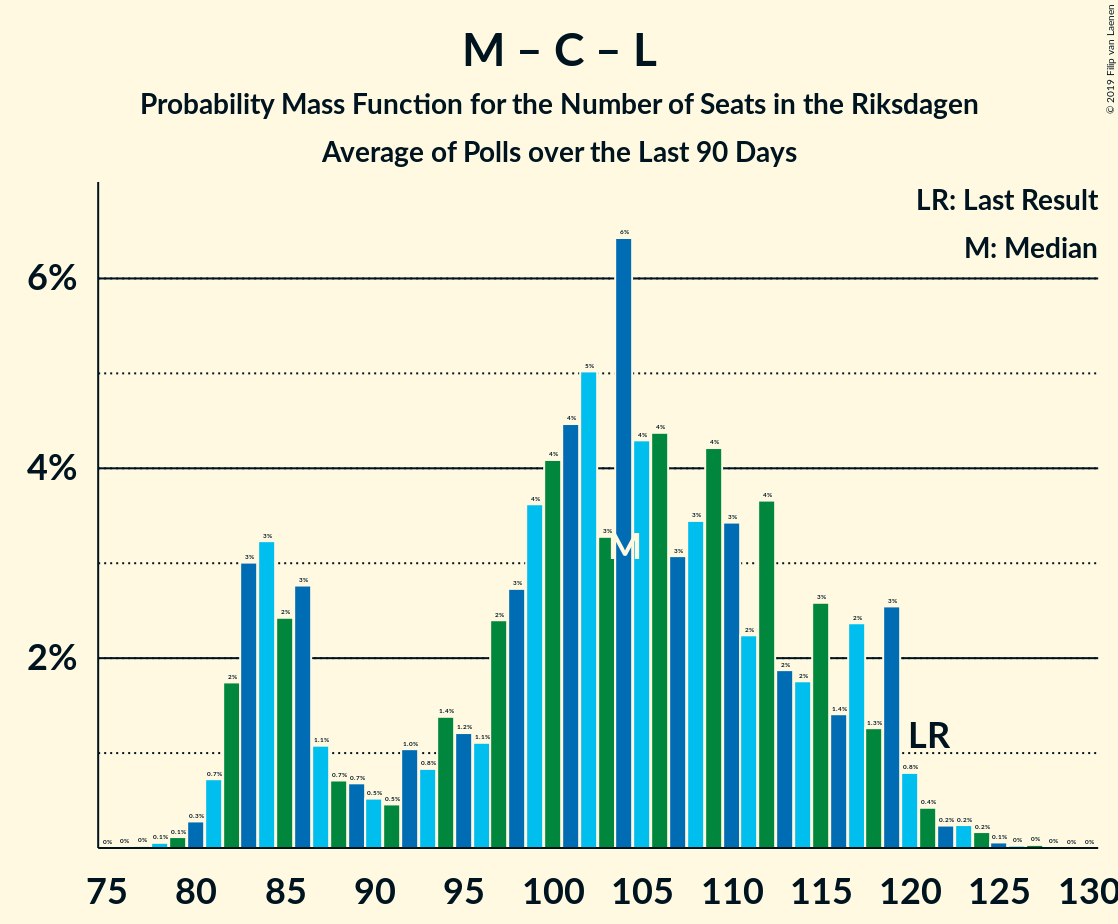 M – C – L
Probability Mass Function for the Number of Seats in the Riksdagen
Average of Polls over the Last 90 Days
© 2019 Filip van Laenen
LR: Last Result
M: Median
6%
4%
2%
0% 0% 0% 0.1% 0.1% 0.3% 0.7% 2% 3% 3% 2% 3% 1.1% 0.7% 0.7% 0.5% 0.5% 1.0% 0.8% 1.4% 1.2% 1.1% 2% 3% 4% 4% 4% 5% 3% 6% 4% 4% 3% 3% 4% 3% 2% 4% 2% 2% 3% 1.4% 2% 1.3% 3% 0.8% 0.4% 0.2% 0.2% 0.2% 0.1% 0% 0% 0% 0% 0%
M
LR
75 80 85 90 95 100 105 110 115 120 125 130